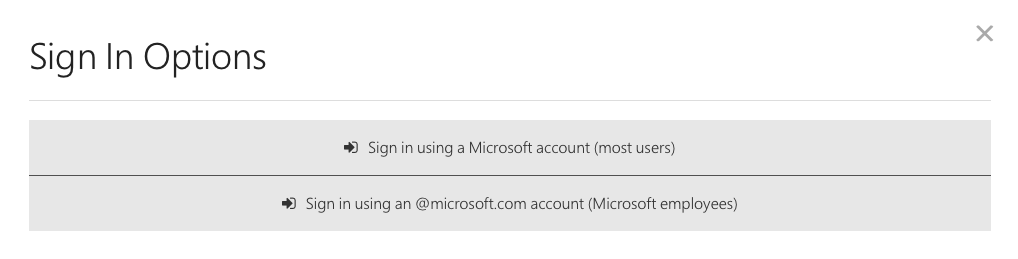 Sign In Options
Sign in using a Microsoft account (most users)
Sign in using an @microsoft.com account (Microsoft employees)